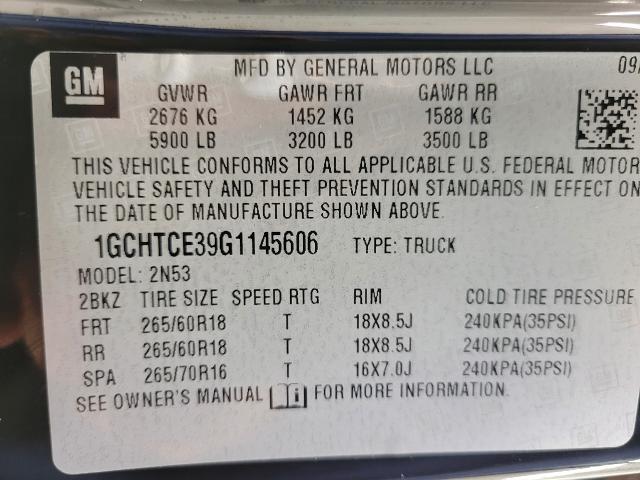 GM
MFD BY GENERAL MOTORS LLC 09/
GVWR GAWR FRT GAWR RR
2676 KG 1452 KG 1588 KG
5900 LB 3200 LB 3500 LB
THIS VEHICLE CONFORMS TO ALL APPLICABLE U.S. FEDERAL MOTOR
VEHICLE SAFETY AND THEFT PREVENTION STANDARDS IN EFFECT ON
THE DATE OF MANUFACTURE SHOWN ABOVE.
1GCHTCE39G1145606 TYPE: TRUCK
MODEL: 2N53
2BKZ TIRE SIZE SPEED RTG RIM COLD TIRE PRESSURE
FRT 265/60R18 T 18X8.5J 240KPA(35PSI)
RR 265/60R18 T 18X8.5J 240KPA(35PSI)
SPA 265/70R16 T 16X7.0J 240KPA(35PSI)
SEE OWNER'S MANUAL FOR MORE INFORMATION.